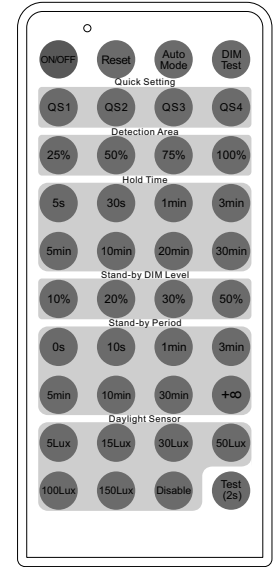 ON/OFF Reset Auto Mode DIM Test
Quick Setting
QS1 QS2 QS3 QS4
Detection Area
25% 50% 75% 100%
Hold Time
5s 30s 1min 3min
5min 10min 20min 30min
Stand-by DIM Level
10% 20% 30% 50%
Stand-by Period
0s 10s 1min 3min
5min 10min 30min +∞
Daylight Sensor
5Lux 15Lux 30Lux 50Lux
100Lux 150Lux Disable Test (2s)